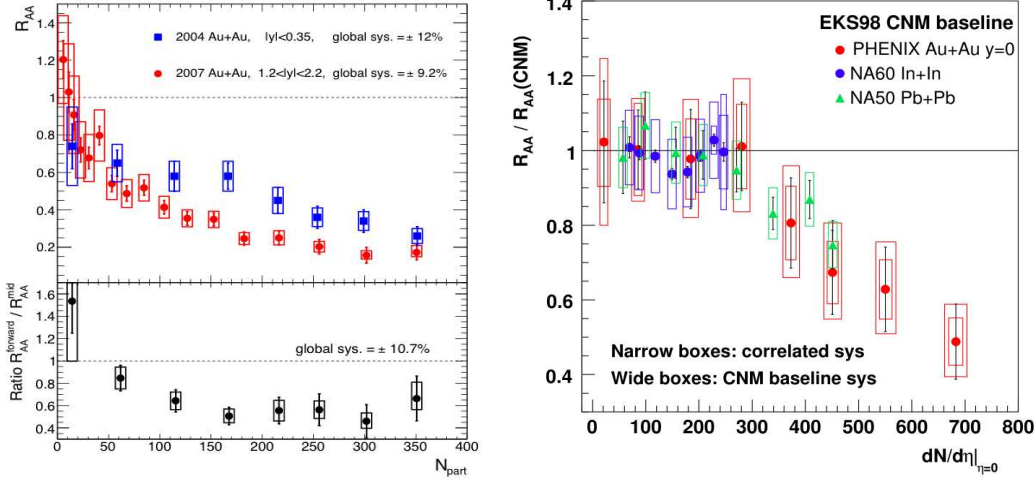 R_AA
1.4
1.2
1
0.8
0.6
0.4
0.2
2004 Au+Au, |y|<0.35, global sys. = ± 12%
2007 Au+Au, 1.2<|y|<2.2, global sys. = ± 9.2%
Ratio R_AA^forward / R_AA^mid
1.6
1.4
1.2
1
0.8
0.6
0.4
global sys. = ± 10.7%
0 50 100 150 200 250 300 350 400
N_part
R_AA / R_AA(CNM)
1.4
1.2
1
0.8
0.6
0.4
EKS98 CNM baseline
PHENIX Au+Au y=0
NA60 In+In
NA50 Pb+Pb
Narrow boxes: correlated sys
Wide boxes: CNM baseline sys
0 100 200 300 400 500 600 700 800
dN/dη|_η=0